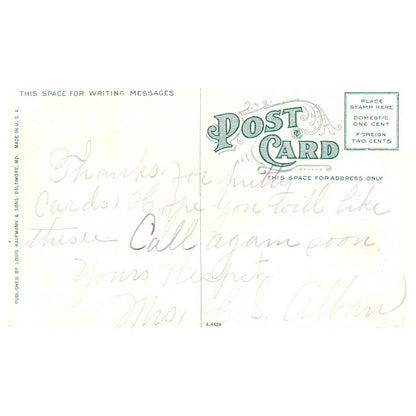 THIS SPACE FOR WRITING MESSAGES
POST CARD
THIS SPACE FOR ADDRESS ONLY
PLACE
STAMP HERE
DOMESTIC
ONE CENT
FOREIGN
TWO CENTS
PUBLISHED BY LOUIS KAUFMANN & SONS, BALTIMORE, MD. MADE IN U.S.A.
Thanks for pretty
Cards, Hope you will like
these Call again soon.
Yours Respct
Mrs S. Alban
A-4429